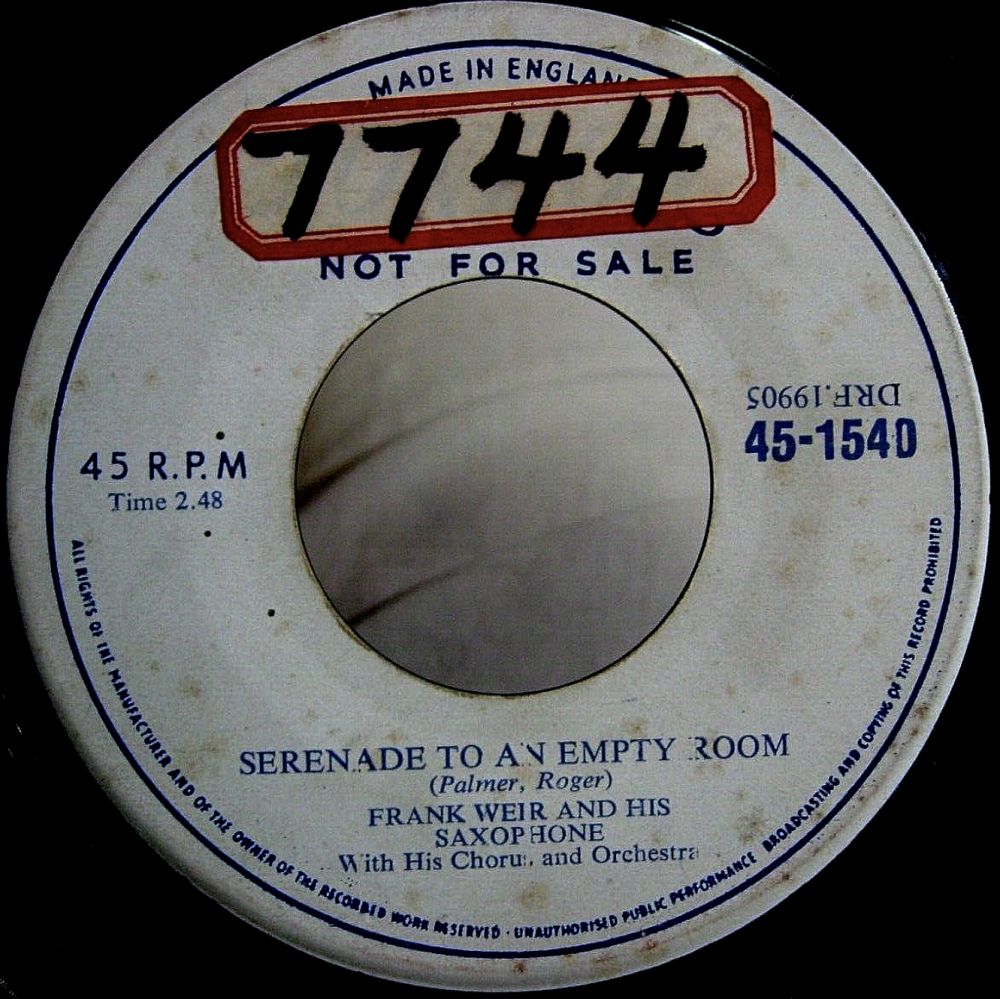 MADE IN ENGLAND
7744
NOT FOR SALE
DRF.19905
45-1540
45 R.P.M
Time 2.48
SERENADE TO AN EMPTY ROOM
(Palmer, Roger)
FRANK WEIR AND HIS
SAXOPHONE
With His Chorus and Orchestra
ALL RIGHTS OF THE MANUFACTURER AND OF THE OWNER OF THE RECORDED WORK RESERVED · UNAUTHORISED PUBLIC PERFORMANCE BROADCASTING AND COPYING OF THIS RECORD PROHIBITED